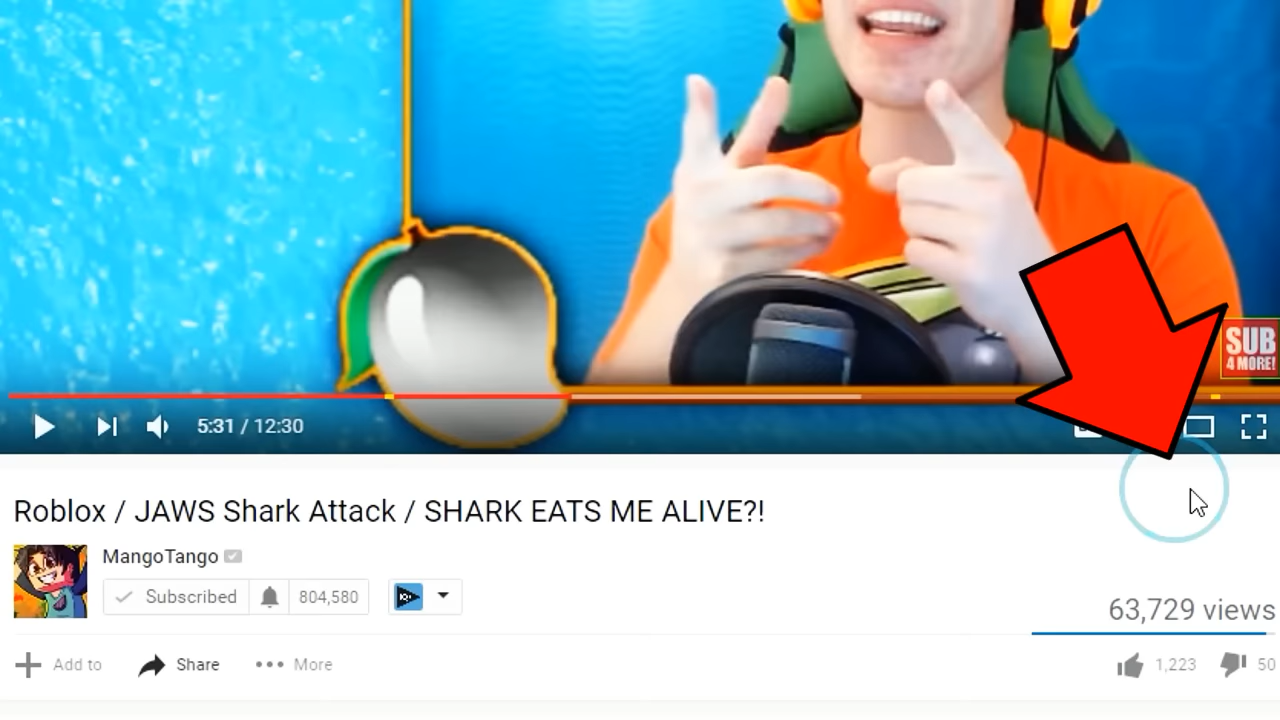 SUB
4 MORE!
5:31 / 12:30
Roblox / JAWS Shark Attack / SHARK EATS ME ALIVE?!
MangoTango
Subscribed 804,580
63,729 views
Add to Share More 1,223 50